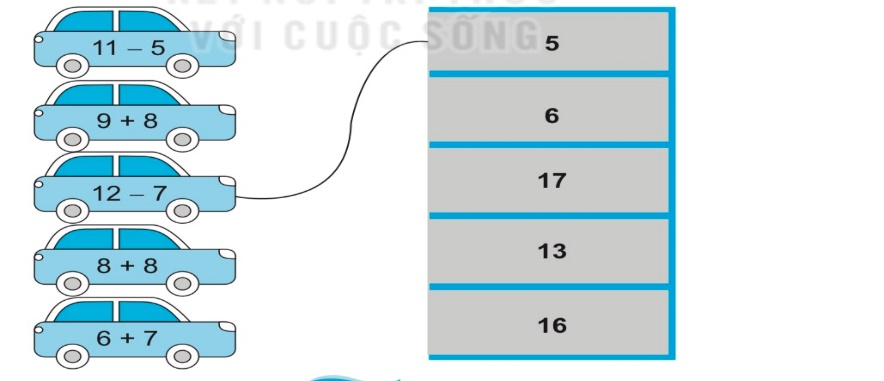 VỚI CUỘC SỐNG
11 – 5
9 + 8
12 – 7
8 + 8
6 + 7
5
6
17
13
16